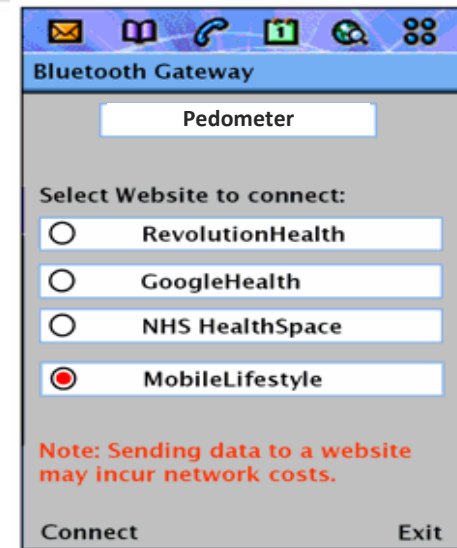 1
Bluetooth Gateway
Pedometer
Select Website to connect:
RevolutionHealth
GoogleHealth
NHS HealthSpace
MobileLifestyle
Note: Sending data to a website
may incur network costs.
Connect Exit